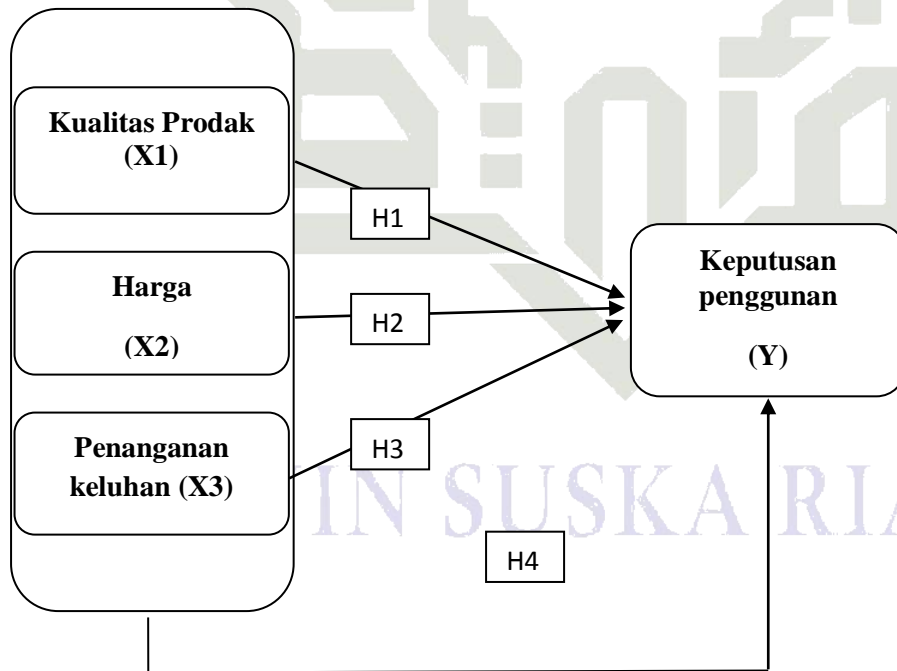 Kualitas Prodak
(X1)
H1
Harga
(X2)
H2
Penanganan
keluhan (X3)
H3
Keputusan
penggunan
(Y)
H4
IN SUSKA RIA